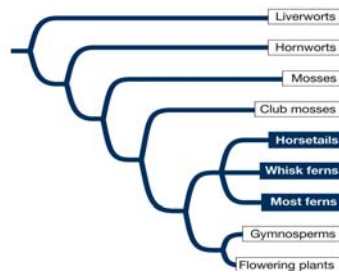 Liverworts
Hornworts
Mosses
Club mosses
Horsetails
Whisk ferns
Most ferns
Gymnosperms
Flowering plants